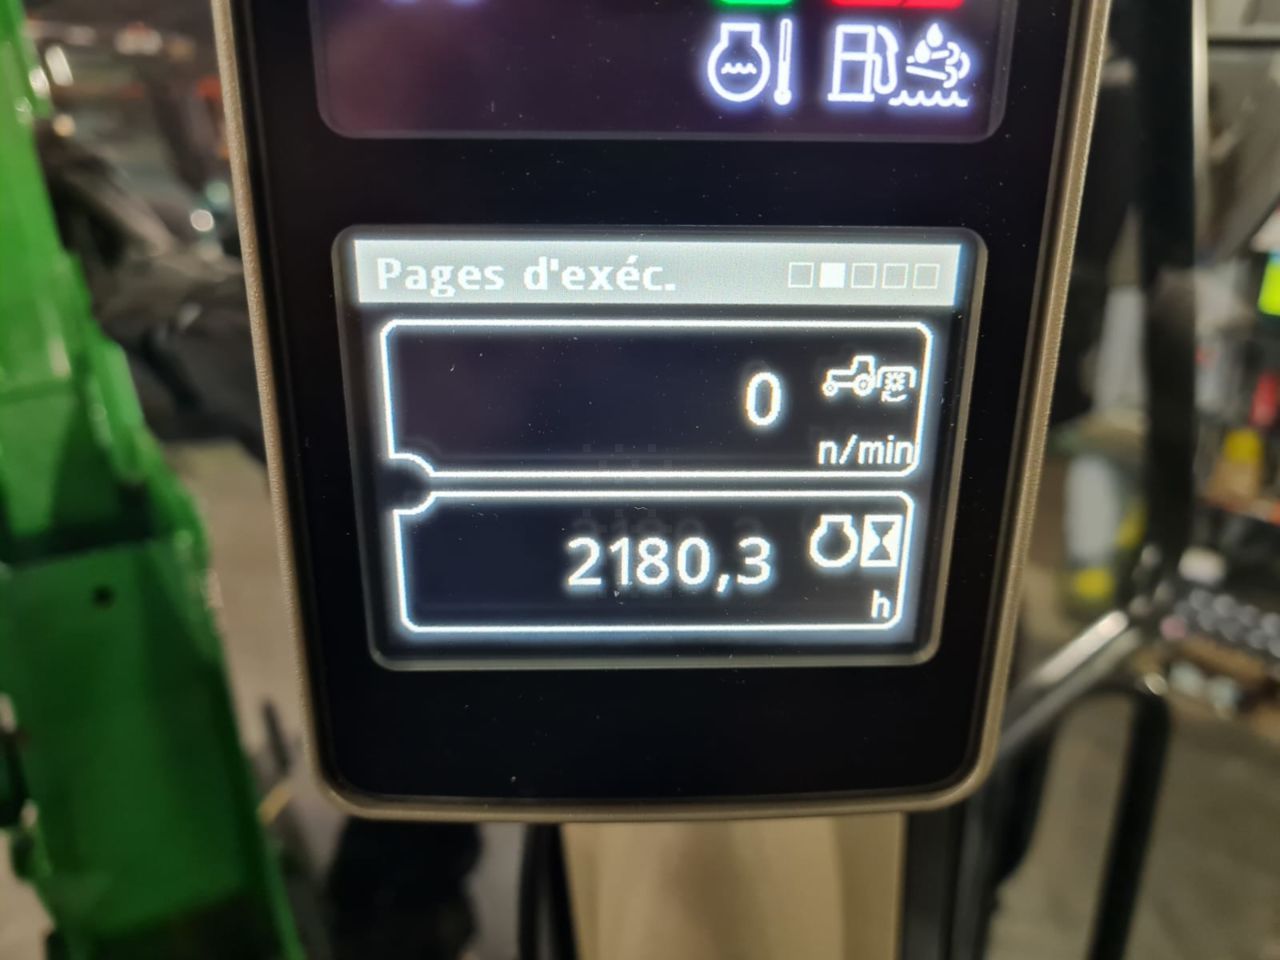 Pages d'exéc.
0
n/min
2180,3
h